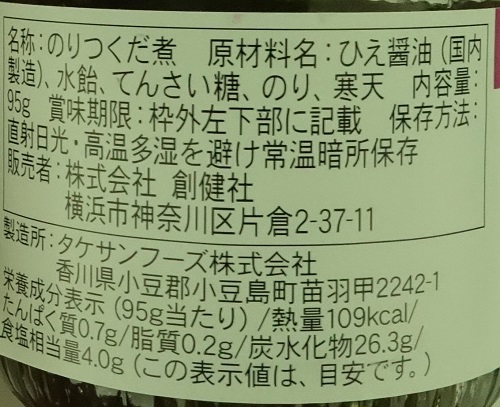 名称：のりつくだ煮　原材料名：ひえ醤油（国内
製造）、水飴、てんさい糖、のり、寒天　内容量：
95g　賞味期限：枠外左下部に記載　保存方法：
直射日光・高温多湿を避け常温暗所保存
販売者：株式会社 創健社
横浜市神奈川区片倉2-37-11
製造所：タケサンフーズ株式会社
香川県小豆郡小豆島町苗羽甲2242-1
栄養成分表示（95g当たり）/熱量109kcal/
たんぱく質0.7g/脂質0.2g/炭水化物26.3g/
食塩相当量4.0g（この表示値は、目安です。）